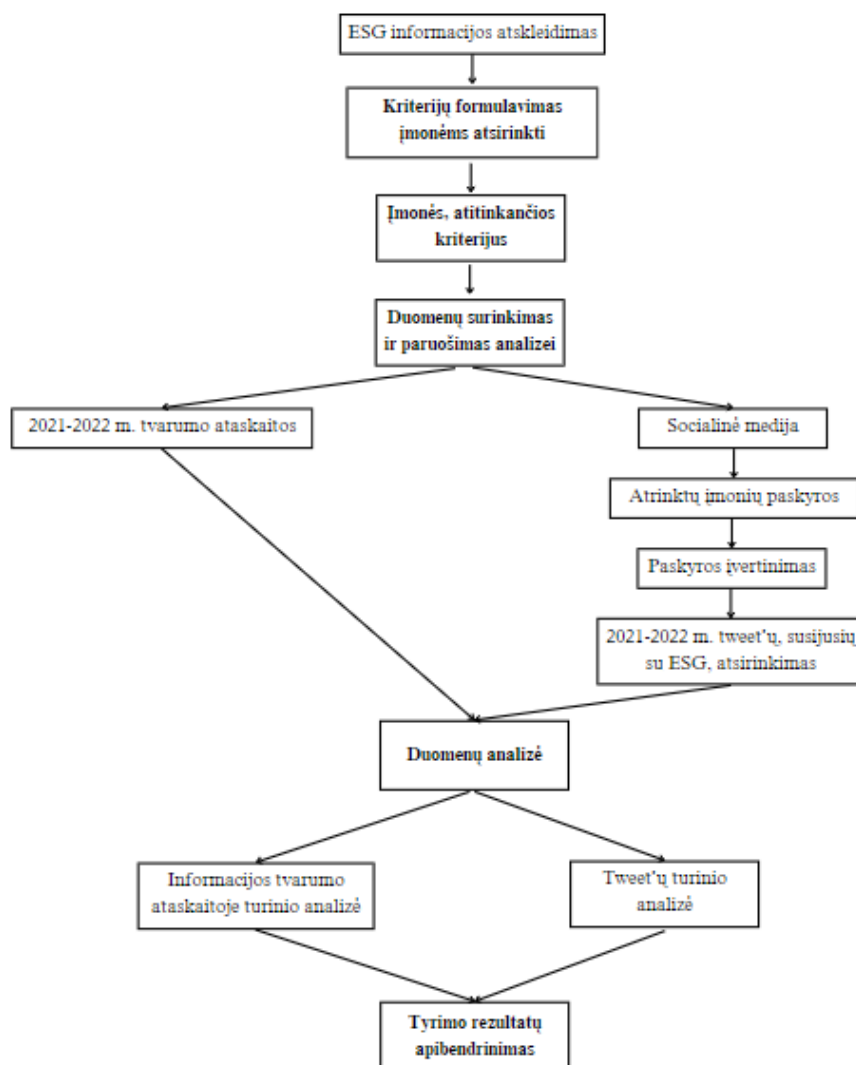 ESG informacijos atskleidimas
Kriterijų formulavimas
įmonėms atsirinkti
Įmonės, atitinkančios
kriterijus
Duomenų surinkimas
ir paruošimas analizei
2021-2022 m. tvarumo ataskaitos
Socialinė medija
Atrinktų įmonių paskyros
Paskyros įvertinimas
2021-2022 m. tweet'ų, susijusių
su ESG, atsirinkimas
Duomenų analizė
Informacijos tvarumo
ataskaitoje turinio analizė
Tweet'ų turinio
analizė
Tyrimo rezultatų
apibendrinimas